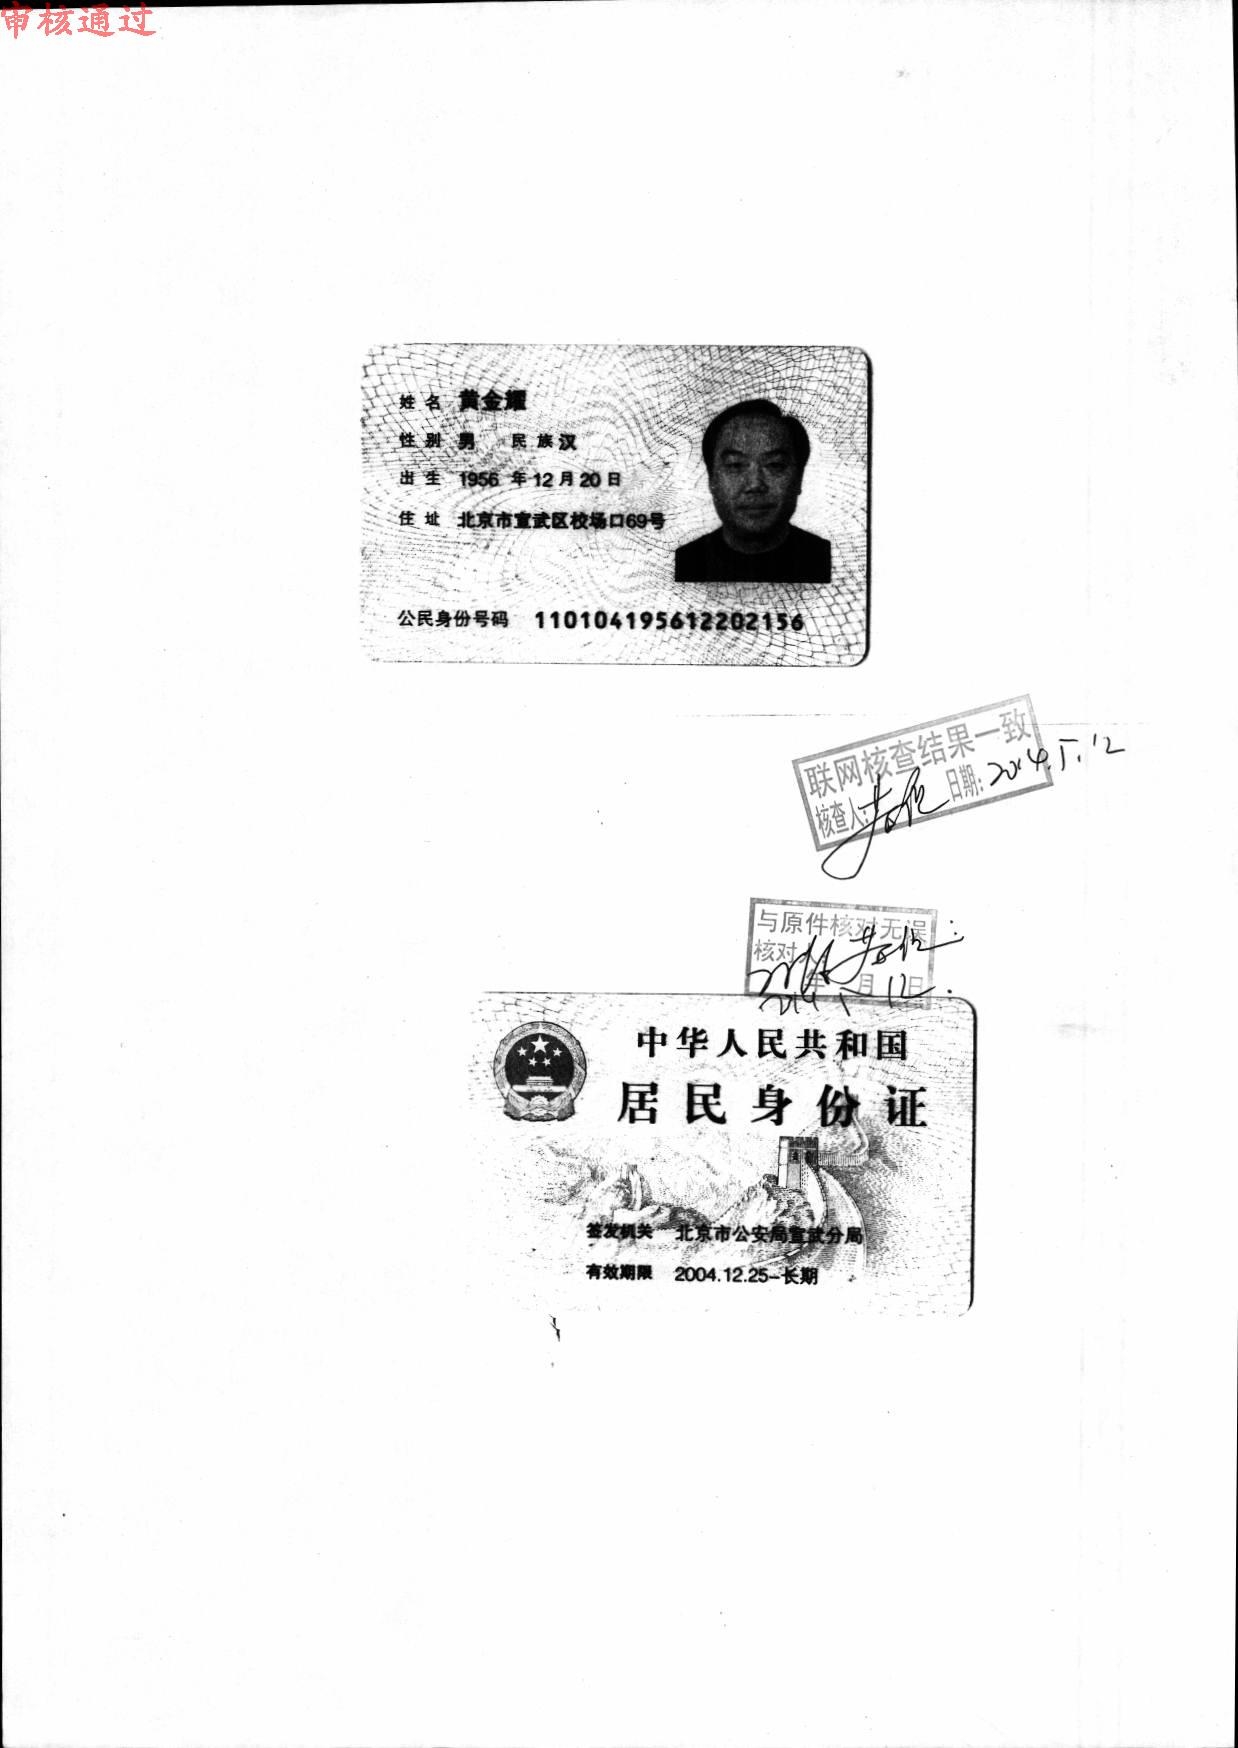 审核通过
姓名 黄金耀
性别 男 民族 汉
出生 1956 年 12 月 20 日
住址 北京市宣武区校场口69号
公民身份号码 110104195612202156
联网核查结果一致
核查人: 日期: 2014.5.12
与原件核对无误
核对人
2014 年 5 月 12 日
中华人民共和国
居民身份证
签发机关 北京市公安局宣武分局
有效期限 2004.12.25-长期